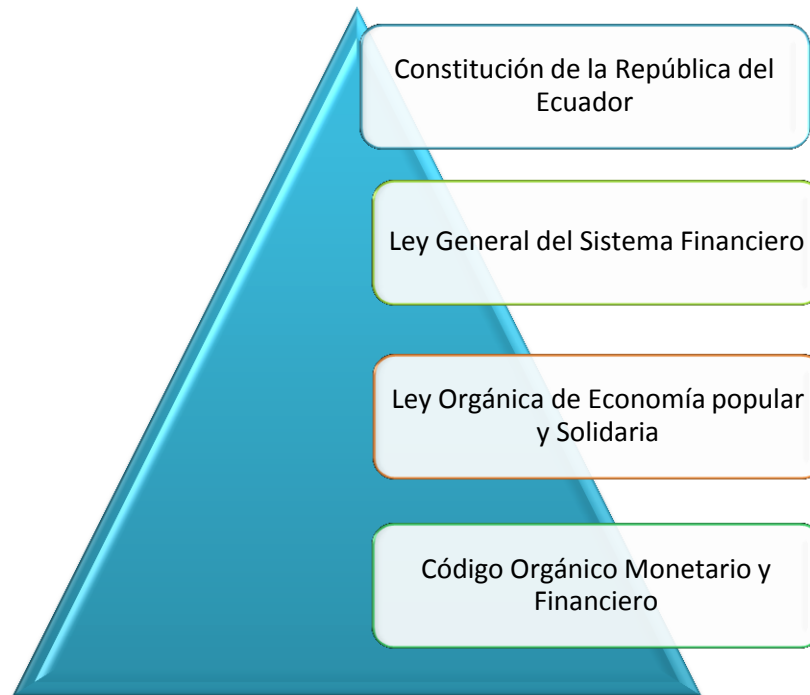 Constitución de la República del
Ecuador
Ley General del Sistema Financiero
Ley Orgánica de Economía popular
y Solidaria
Código Orgánico Monetario y
Financiero